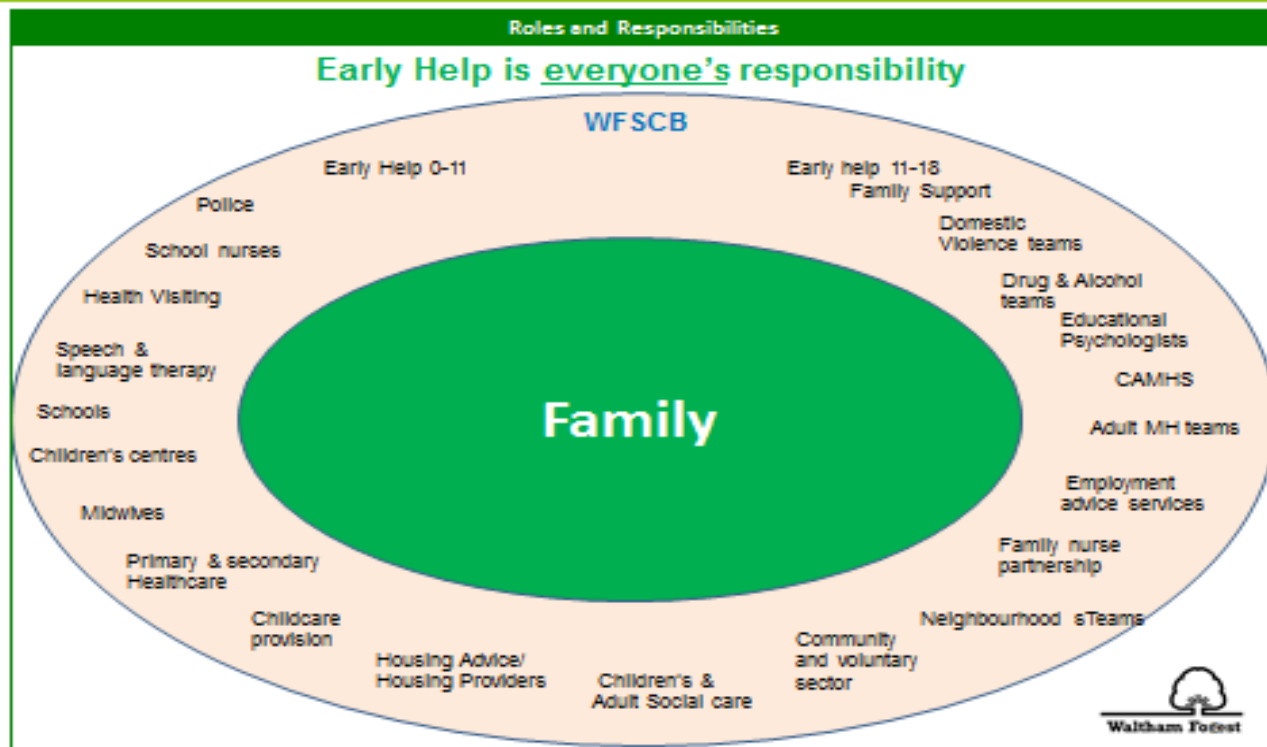 Roles and Responsibilities
Early Help is everyone's responsibility
WFSCB
Early Help 0-11
Early help 11-18
Family Support
Police
Domestic
Violence teams
School nurses
Drug & Alcohol
teams
Health Visiting
Educational
Psychologists
Speech &
language therapy
CAMHS
Schools
Family
Adult MH teams
Children's centres
Employment
advice services
Midwives
Family nurse
partnership
Primary & secondary
Healthcare
Neighbourhood sTeams
Childcare
provision
Community
and voluntary
sector
Housing Advice/
Housing Providers
Children's &
Adult Social care
Waltham Forest